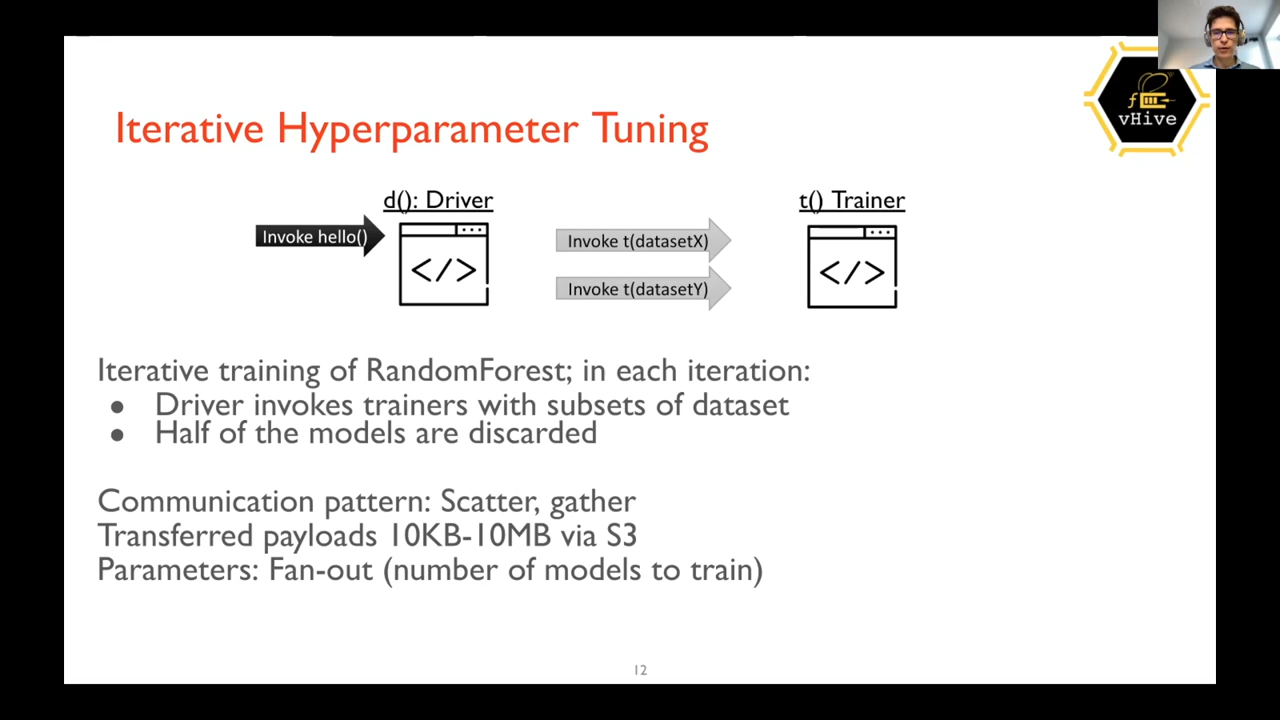 vHive
Iterative Hyperparameter Tuning
d(): Driver
t() Trainer
Invoke hello()
Invoke t(datasetX)
</>
</>
Invoke t(datasetY)
Iterative training of RandomForest; in each iteration:
● Driver invokes trainers with subsets of dataset
● Half of the models are discarded
Communication pattern: Scatter, gather
Transferred payloads 10KB-10MB via S3
Parameters: Fan-out (number of models to train)
12